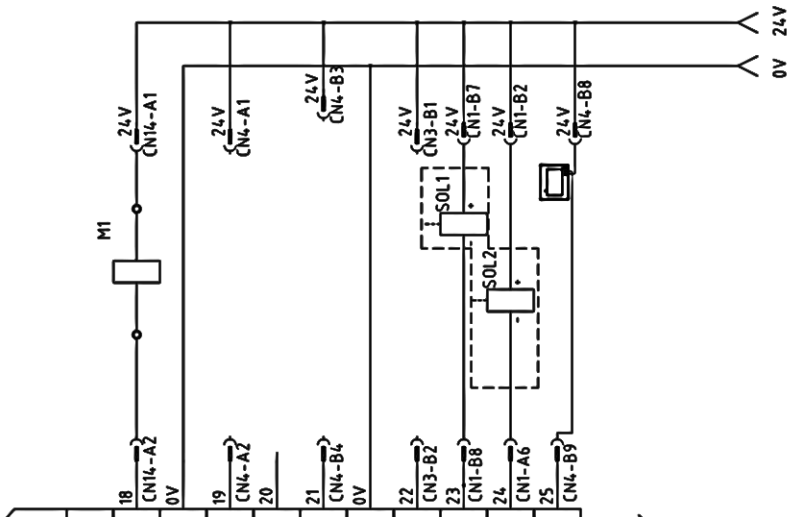 24V
0V
24V
CN14-A1
24V
CN4-A1
24V
CN4-B3
24V
CN3-B1
24V
CN1-B7
24V
CN1-B2
24V
CN4-B8
M1
SOL1
SOL2
18
CN14-A2
0V
19
CN4-A2
20
21
CN4-B4
0V
22
CN3-B2
23
CN1-B8
24
CN1-A6
25
CN4-B9